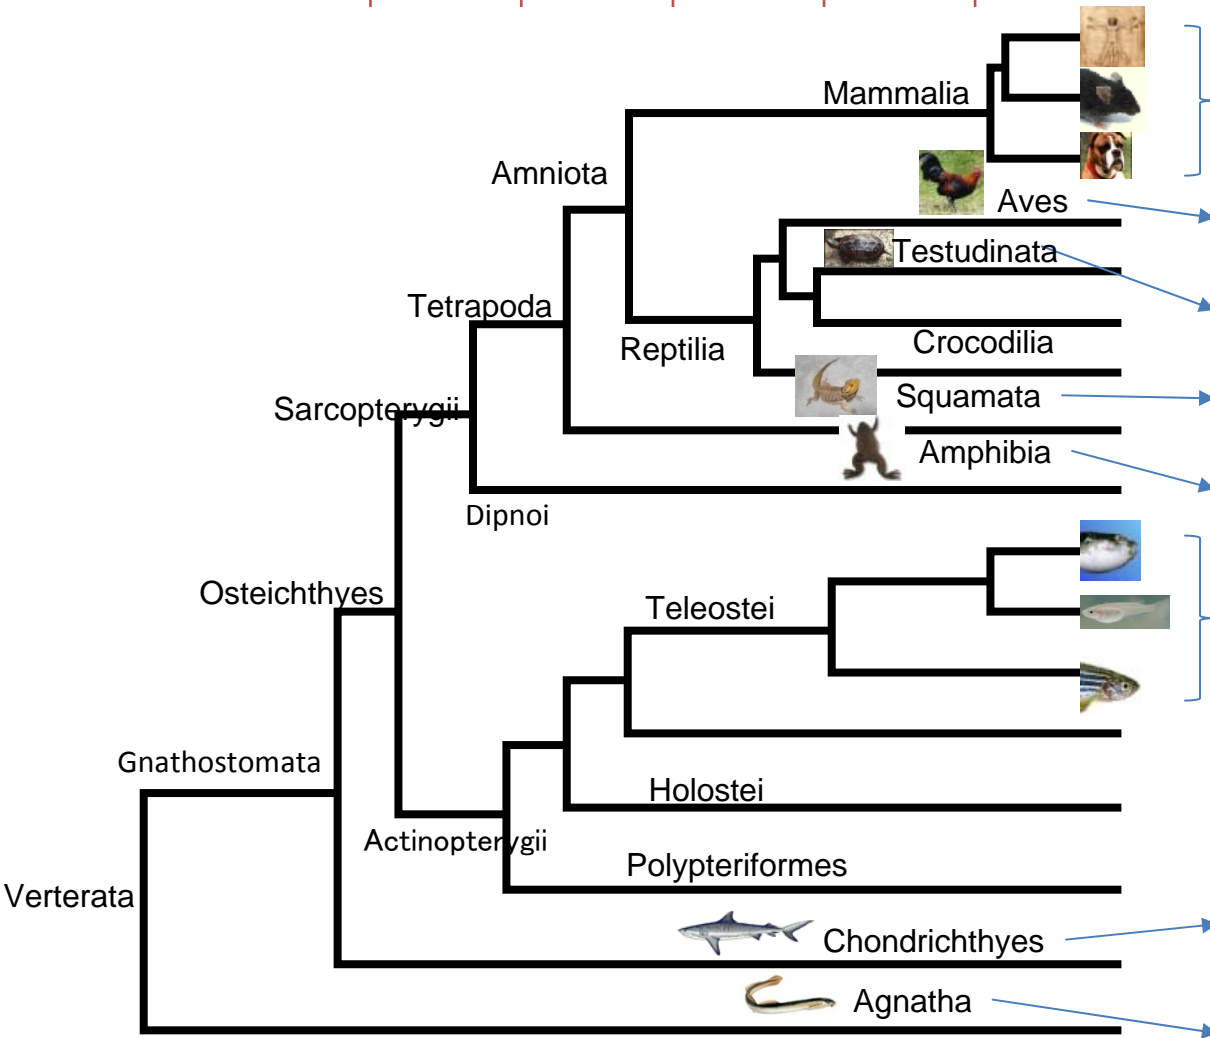 Mammalia
Amniota
Aves
Testudinata
Tetrapoda
Crocodilia
Reptilia
Squamata
Sarcopterygii
Amphibia
Dipnoi
Osteichthyes
Teleostei
Gnathostomata
Holostei
Actinopterygii
Polypteriformes
Verterata
Chondrichthyes
Agnatha